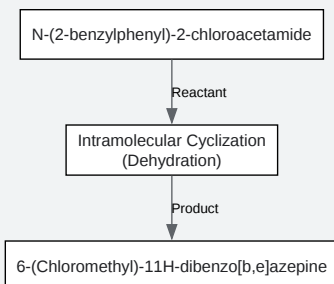 N-(2-benzylphenyl)-2-chloroacetamide
Reactant
Intramolecular Cyclization
(Dehydration)
Product
6-(Chloromethyl)-11H-dibenzo[b,e]azepine